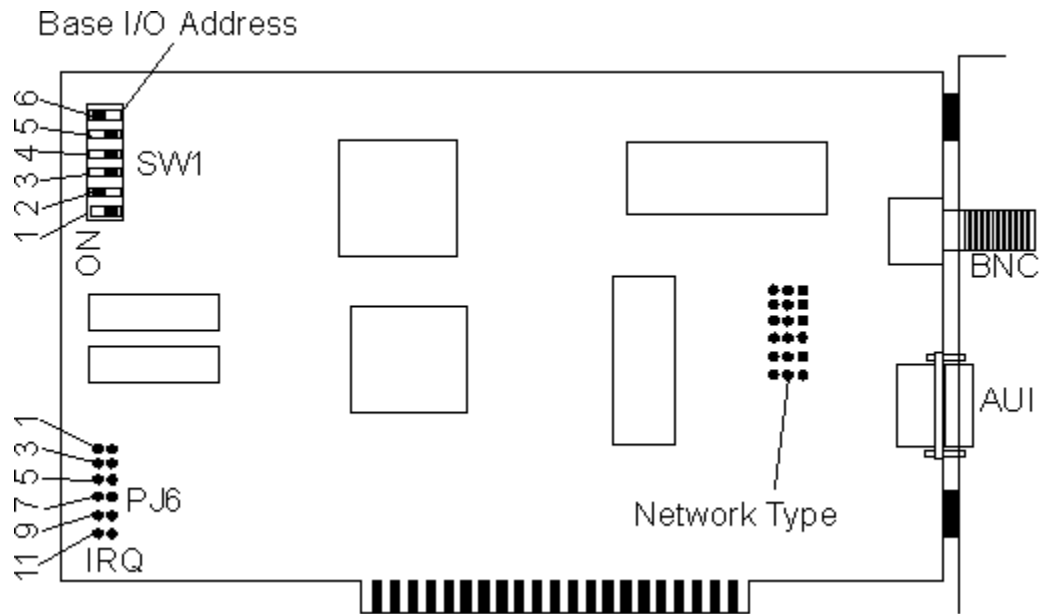 Base I/O Address
6
5
4
3
2
1
SW1
ON
BNC
AUI
1
3
5
7
9
11
PJ6
IRQ
Network Type